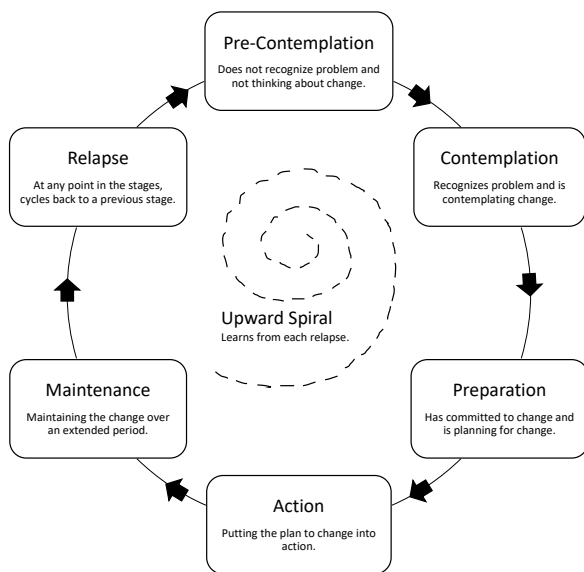 Pre-Contemplation
Does not recognize problem and
not thinking about change.
Contemplation
Recognizes problem and is
contemplating change.
Preparation
Has committed to change and
is planning for change.
Action
Putting the plan to change into
action.
Maintenance
Maintaining the change over
an extended period.
Relapse
At any point in the stages,
cycles back to a previous stage.
Upward Spiral
Learns from each relapse.